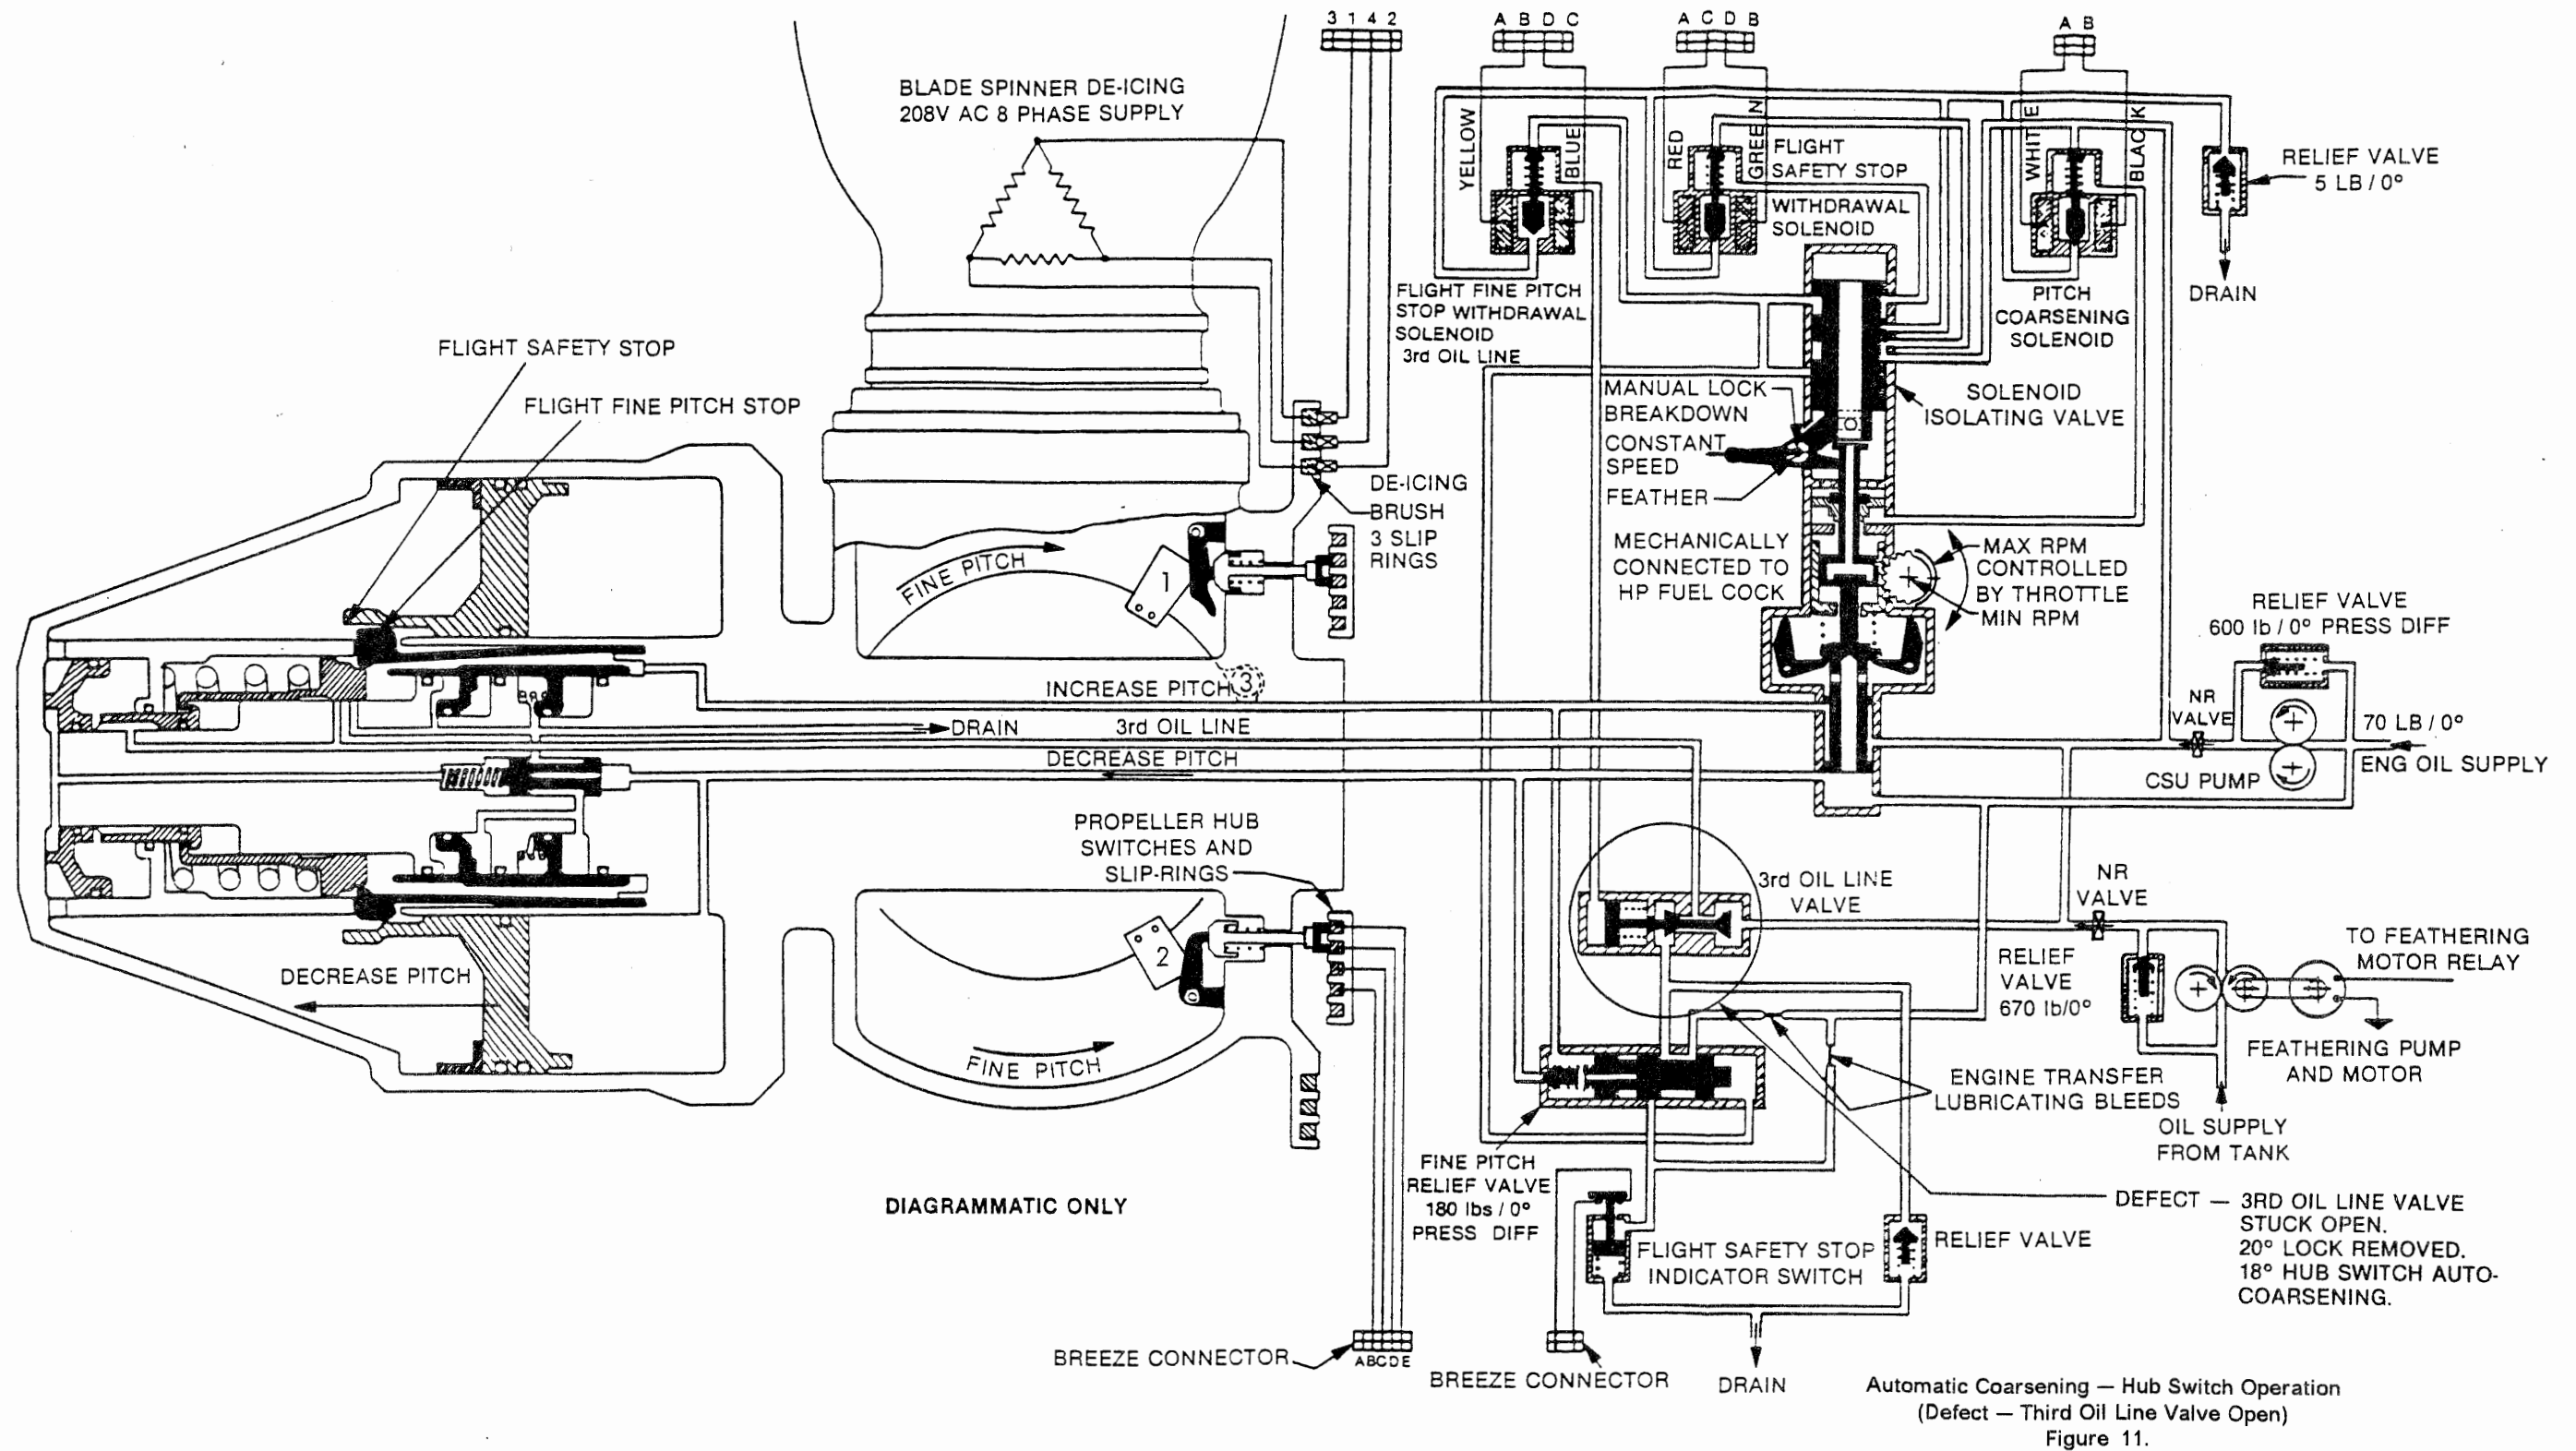 3 1 4 2
A B D C
A C D B
A B
BLADE SPINNER DE-ICING
208V AC 8 PHASE SUPPLY
YELLOW
BLUE
RED
GREEN
FLIGHT
SAFETY STOP
WITHDRAWAL
SOLENOID
WHITE
BLACK
RELIEF VALVE
5 LB / 0°
DRAIN
FLIGHT FINE PITCH
STOP WITHDRAWAL
SOLENOID
3rd OIL LINE
PITCH
COARSENING
SOLENOID
FLIGHT SAFETY STOP
FLIGHT FINE PITCH STOP
MANUAL LOCK
BREAKDOWN
CONSTANT
SPEED
FEATHER
SOLENOID
ISOLATING VALVE
DE-ICING
BRUSH
3 SLIP
RINGS
MECHANICALLY
CONNECTED TO
HP FUEL COCK
MAX RPM
CONTROLLED
BY THROTTLE
MIN RPM
FINE PITCH
1
RELIEF VALVE
600 lb / 0° PRESS DIFF
INCREASE PITCH
3
DRAIN
3rd OIL LINE
DECREASE PITCH
NR
VALVE
70 LB / 0°
ENG OIL SUPPLY
CSU PUMP
PROPELLER HUB
SWITCHES AND
SLIP-RINGS
3rd OIL LINE
VALVE
NR
VALVE
2
DECREASE PITCH
FINE PITCH
RELIEF
VALVE
670 lb/0°
TO FEATHERING
MOTOR RELAY
FEATHERING PUMP
AND MOTOR
ENGINE TRANSFER
LUBRICATING BLEEDS
OIL SUPPLY
FROM TANK
FINE PITCH
RELIEF VALVE
180 lbs / 0°
PRESS DIFF
DIAGRAMMATIC ONLY
DEFECT — 3RD OIL LINE VALVE
STUCK OPEN.
20° LOCK REMOVED.
18° HUB SWITCH AUTO-
COARSENING.
FLIGHT SAFETY STOP
INDICATOR SWITCH
RELIEF VALVE
BREEZE CONNECTOR
ABCDE
BREEZE CONNECTOR
DRAIN
Automatic Coarsening — Hub Switch Operation
(Defect — Third Oil Line Valve Open)
Figure 11.